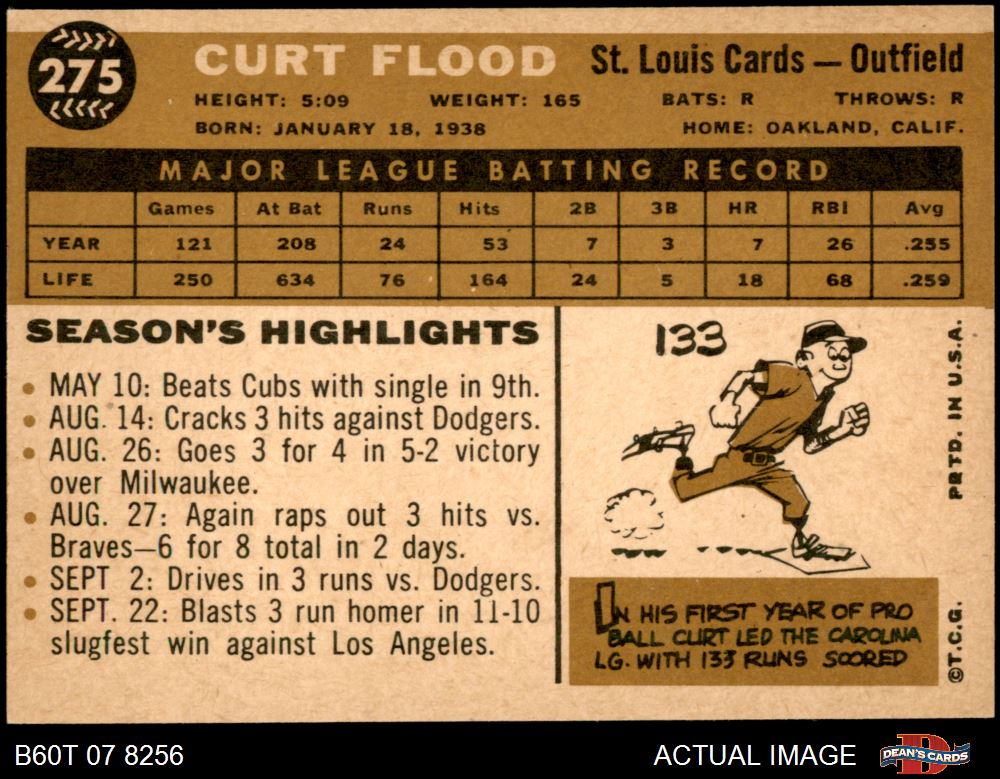 275
CURT FLOOD St. Louis Cards — Outfield
HEIGHT: 5:09 WEIGHT: 165 BATS: R THROWS: R
BORN: JANUARY 18, 1938 HOME: OAKLAND, CALIF.
MAJOR LEAGUE BATTING RECORD
Games At Bat Runs Hits 2B 3B HR RBI Avg
YEAR 121 208 24 53 7 3 7 26 .255
LIFE 250 634 76 164 24 5 18 68 .259
SEASON'S HIGHLIGHTS
• MAY 10: Beats Cubs with single in 9th.
• AUG. 14: Cracks 3 hits against Dodgers.
• AUG. 26: Goes 3 for 4 in 5-2 victory
over Milwaukee.
• AUG. 27: Again raps out 3 hits vs.
Braves—6 for 8 total in 2 days.
• SEPT 2: Drives in 3 runs vs. Dodgers.
• SEPT. 22: Blasts 3 run homer in 11-10
slugfest win against Los Angeles.
133
IN HIS FIRST YEAR OF PRO
BALL CURT LED THE CAROLINA
LG. WITH 133 RUNS SCORED
©T.C.G. PRTD. IN U.S.A.
B60T 07 8256 ACTUAL IMAGE DEAN'S CARDS